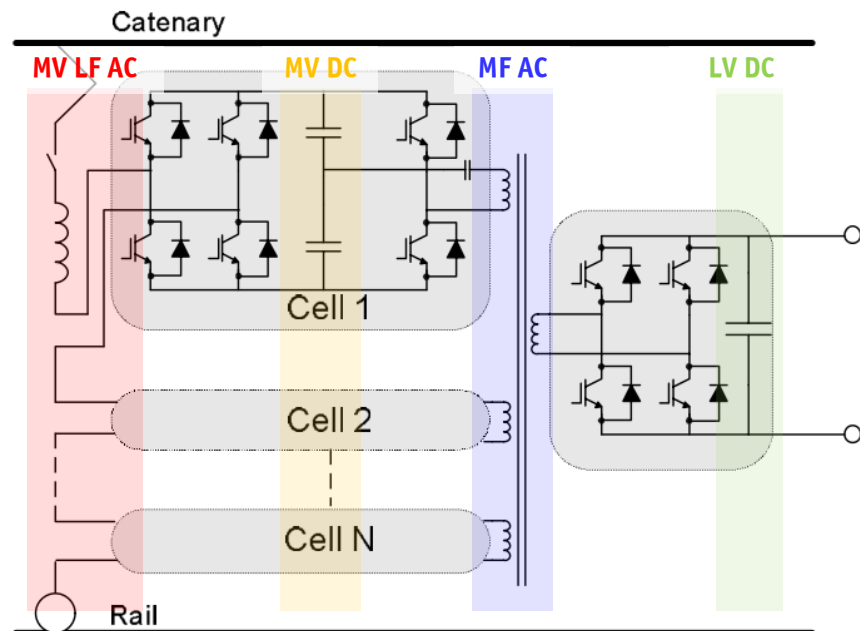 Catenary
MV LF AC
MV DC
MF AC
LV DC
Cell 1
Cell 2
Cell N
Rail